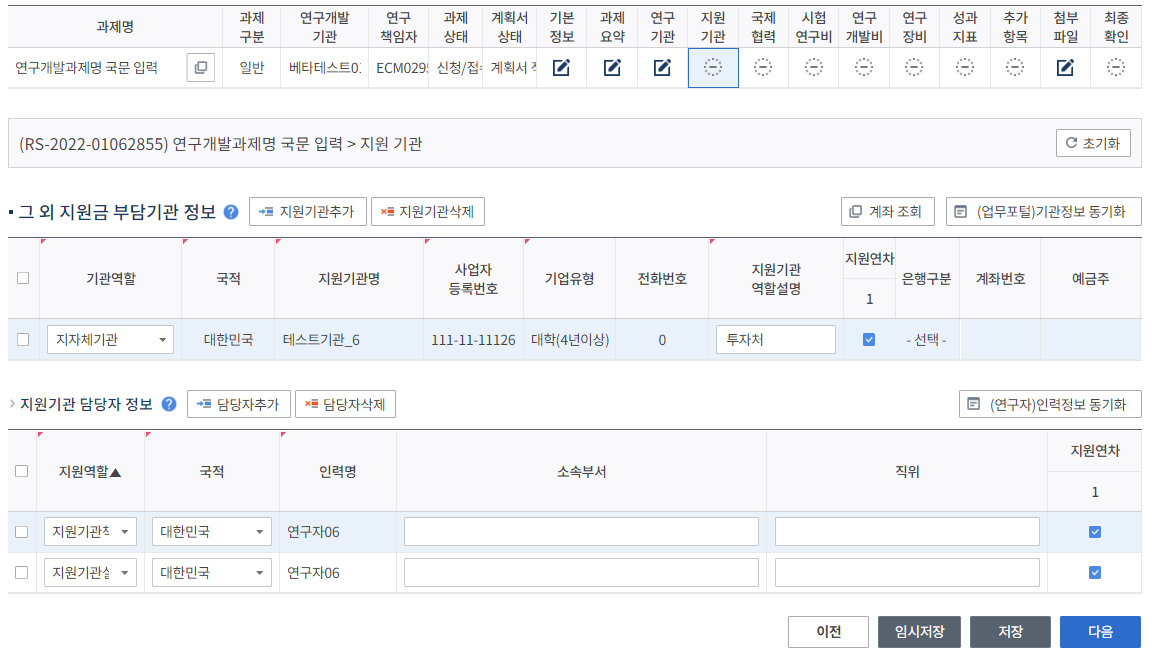 과제명 과제 구분 연구개발 기관 연구 책임자 과제 상태 계획서 상태 기본 정보 과제 요약 연구 기관 지원 기관 국제 협력 시험 연구비 연구 개발비 연구 장비 성과 지표 추가 항목 첨부 파일 최종 확인
연구개발과제명 국문 입력 일반 베타테스트0 ECM0295 신청/접 계획서
(RS-2022-01062855) 연구개발과제명 국문 입력 > 지원 기관 초기화
그 외 지원금 부담기관 정보 ? 지원기관추가 지원기관삭제 계좌 조회 (업무포털)기관정보 동기화
기관역할 국적 지원기관명 사업자 등록번호 기업유형 전화번호 지원기관 역할설명 지원연차 1 은행구분 계좌번호 예금주
지자체기관 대한민국 테스트기관_6 111-11-11126 대학(4년이상) 0 투자처 - 선택 -
> 지원기관 담당자 정보 ? 담당자추가 담당자삭제 (연구자)인력정보 동기화
지원역할▲ 국적 인력명 소속부서 직위 지원연차 1
지원기관 대한민국 연구자06
지원기관 대한민국 연구자06
이전 임시저장 저장 다음